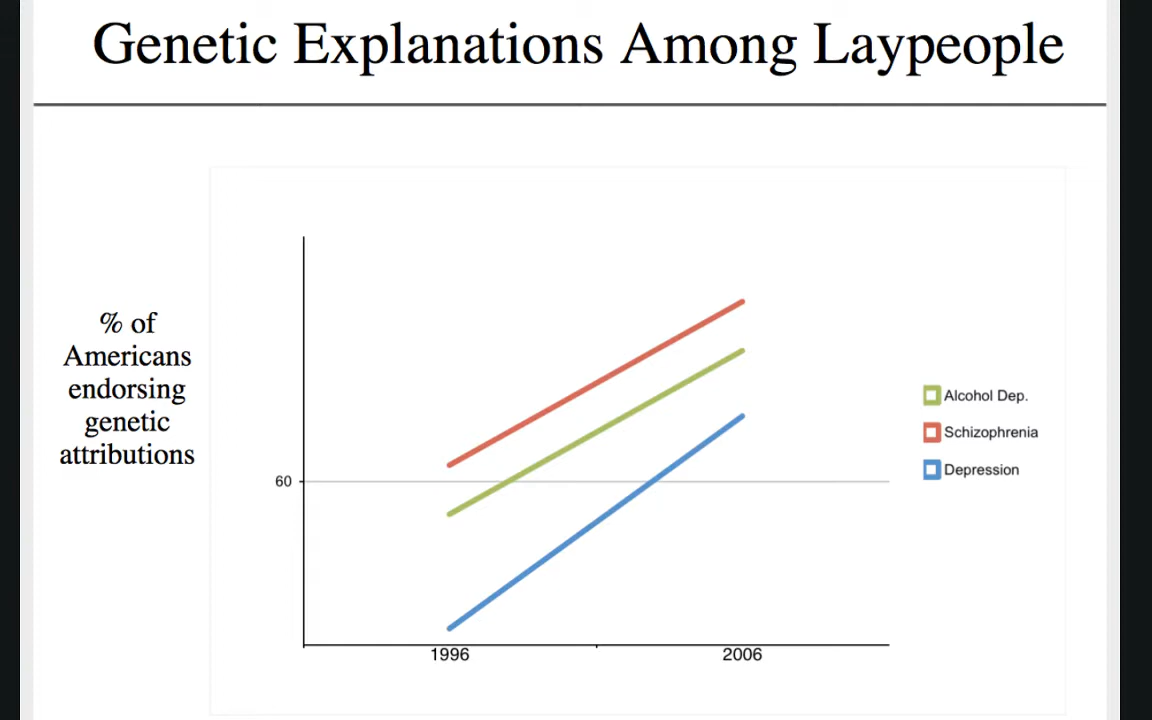 Genetic Explanations Among Laypeople
% of
Americans
endorsing
genetic
attributions
60
1996
2006
Alcohol Dep.
Schizophrenia
Depression